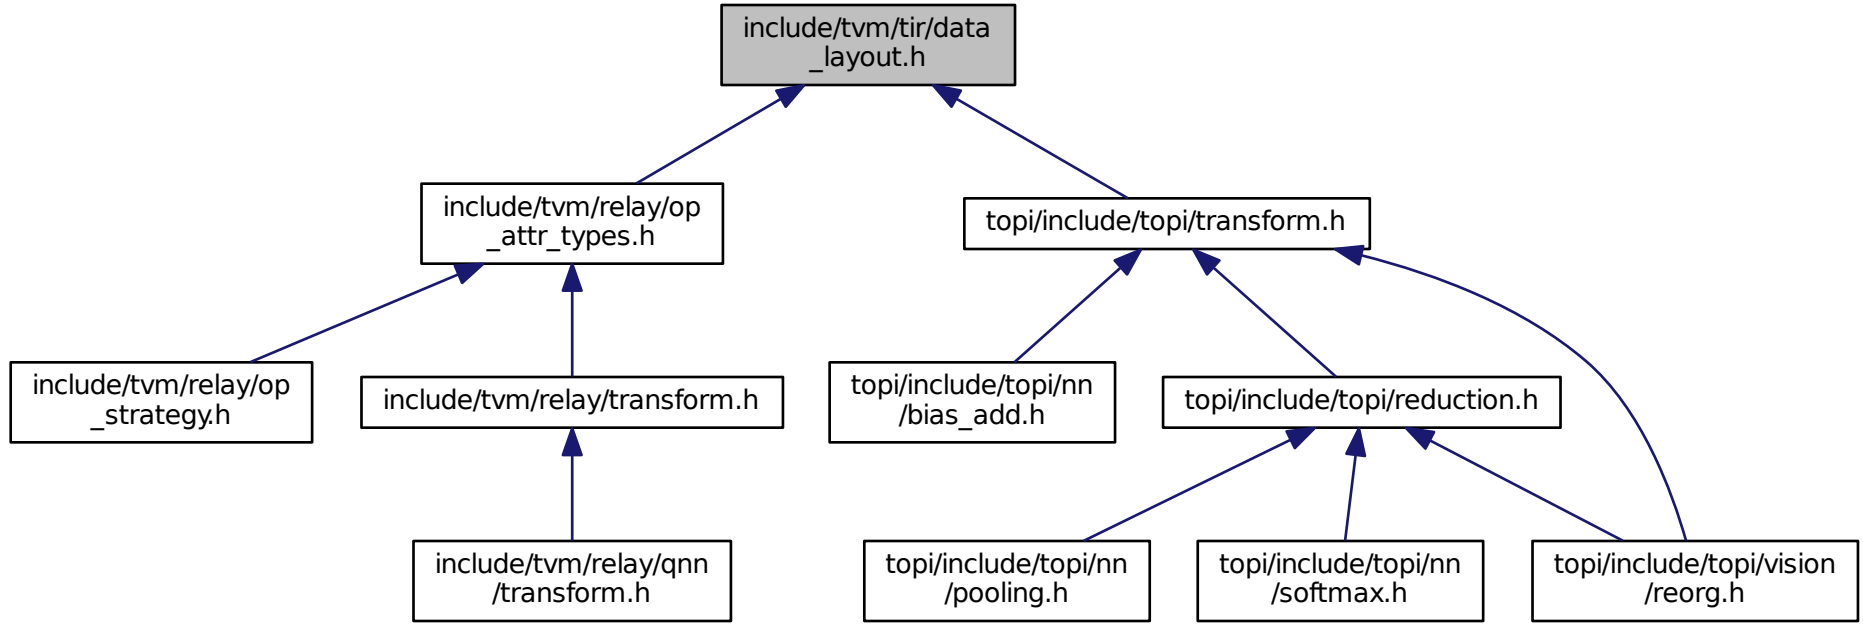 include/tvm/tir/data
_layout.h
include/tvm/relay/op
_attr_types.h
topi/include/topi/transform.h
include/tvm/relay/op
_strategy.h
include/tvm/relay/transform.h
topi/include/topi/nn
/bias_add.h
topi/include/topi/reduction.h
include/tvm/relay/qnn
/transform.h
topi/include/topi/nn
/pooling.h
topi/include/topi/nn
/softmax.h
topi/include/topi/vision
/reorg.h